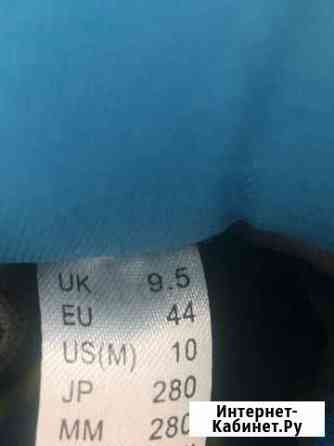 UK 9.5
EU 44
US(M) 10
JP 280
MM 280
Интернет-
Кабинет.Ру